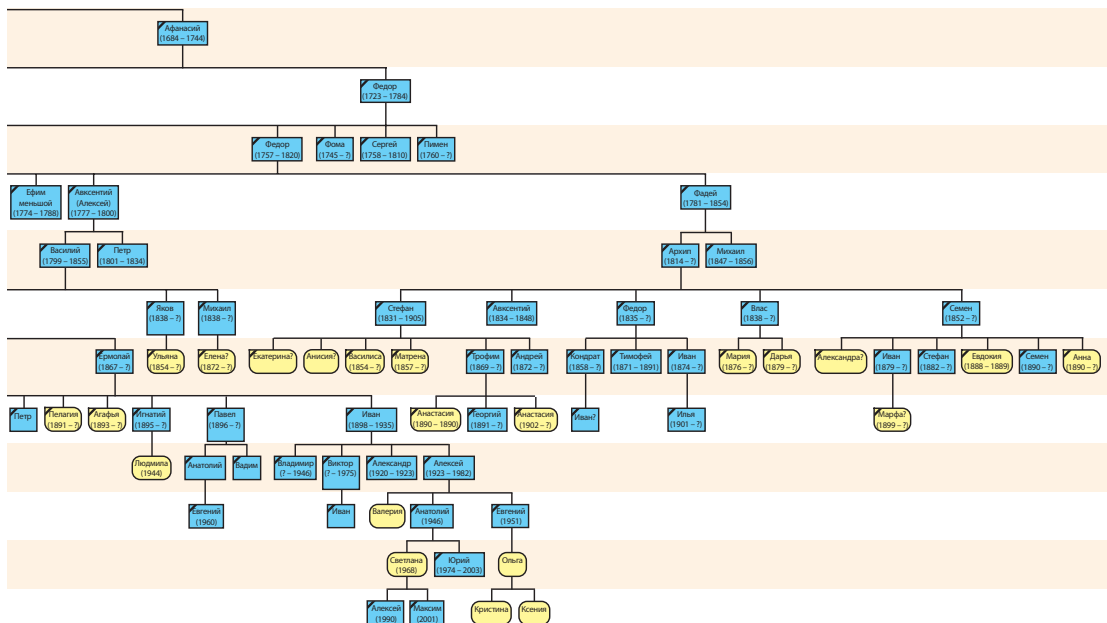 Афанасий
(1684 – 1744)
Федор
(1723 – 1784)
Федор
(1757 – 1820)
Фома
(1745 – ?)
Сергей
(1758 – 1810)
Пимен
(1760 – ?)
Ефим
меньшой
(1774 – 1788)
Авксентий
(Алексей)
(1777 – 1800)
Фадей
(1781 – 1854)
Василий
(1799 – 1855)
Петр
(1801 – 1834)
Архип
(1814 – ?)
Михаил
(1847 – 1856)
Яков
(1838 – ?)
Михаил
(1838 – ?)
Стефан
(1831 – 1905)
Авксентий
(1834 – 1848)
Федор
(1835 – ?)
Влас
(1838 – ?)
Семен
(1852 – ?)
Ермолай
(1867 – ?)
Ульяна
(1854 – ?)
Елена?
(1872 – ?)
Екатерина?
Анисия?
Василиса
(1854 – ?)
Матрена
(1857 – ?)
Трофим
(1869 – ?)
Андрей
(1872 – ?)
Кондрат
(1858 – ?)
Тимофей
(1871 – 1891)
Иван
(1874 – ?)
Мария
(1876 – ?)
Дарья
(1879 – ?)
Александра?
Иван
(1879 – ?)
Стефан
(1882 – ?)
Евдокия
(1888 – 1889)
Семен
(1890 – ?)
Анна
(1890 – ?)
Петр
Пелагия
(1891 – ?)
Агафья
(1893 – ?)
Игнатий
(1895 – ?)
Павел
(1896 – ?)
Иван
(1898 – 1935)
Анастасия
(1890 – 1890)
Георгий
(1891 – ?)
Анастасия
(1902 – ?)
Иван?
Илья
(1901 – ?)
Марфа?
(1899 – ?)
Людмила
(1944)
Анатолий
Вадим
Владимир
(? – 1946)
Виктор
(? – 1975)
Александр
(1920 – 1923)
Алексей
(1923 – 1982)
Евгений
(1960)
Иван
Валерия
Анатолий
(1946)
Евгений
(1951)
Светлана
(1968)
Юрий
(1974 – 2003)
Ольга
Алексей
(1990)
Максим
(2001)
Кристина
Ксения